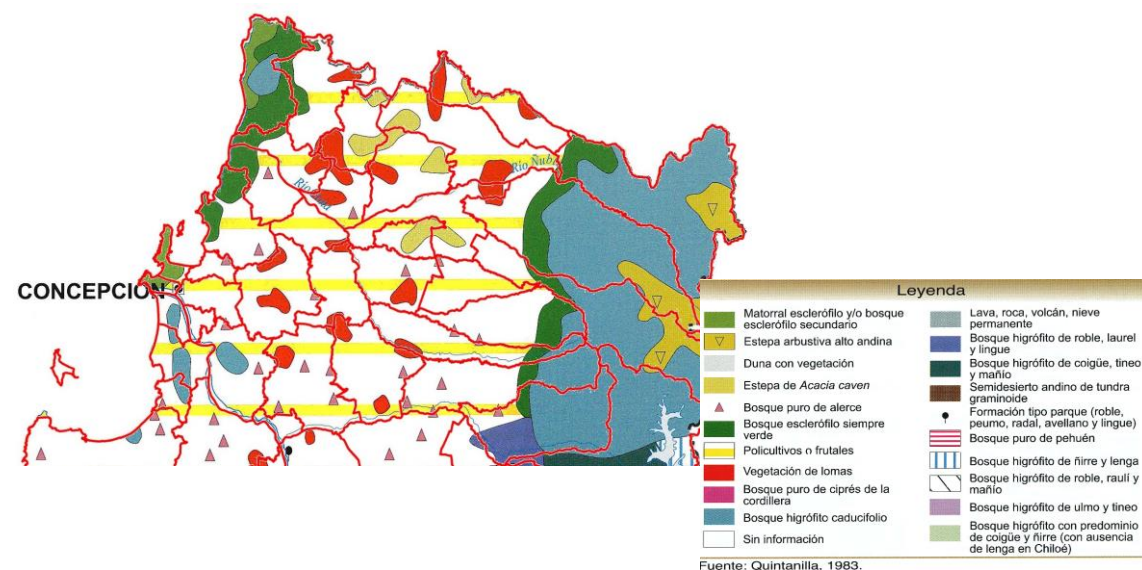 Río Ñubl
Río Itata
CONCEPCIÓN
Leyenda
Matorral esclerófilo y/o bosque
esclerófilo secundario
Estepa arbustiva alto andina
Duna con vegetación
Estepa de Acacia caven
Bosque puro de alerce
Bosque esclerófilo siempre
verde
Policultivos o frutales
Vegetación de lomas
Bosque puro de ciprés de la
cordillera
Bosque higrófito caducifolio
Sin información
Lava, roca, volcán, nieve
permanente
Bosque higrófito de roble, laurel
y lingue
Bosque higrófito de coigüe, tineo
y mañio
Semidesierto andino de tundra
graminoide
Formación tipo parque (roble,
peumo, radal, avellano y lingue)
Bosque puro de pehuén
Bosque higrófito de ñirre y lenga
Bosque higrófito de roble, raulí y
mañio
Bosque higrófito de ulmo y tineo
Bosque higrófito con predominio
de coigüe y ñirre (con ausencia
de lenga en Chiloé)
Fuente: Quintanilla, 1983.